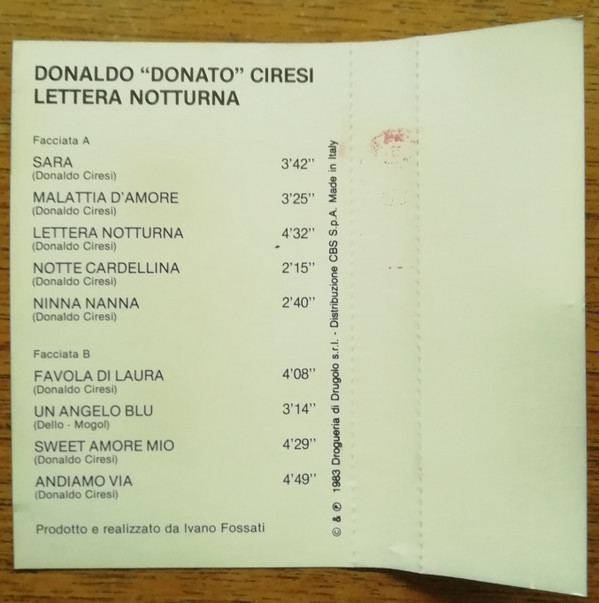 DONALDO “DONATO” CIRESI
LETTERA NOTTURNA
Facciata A
SARA 3'42''
(Donaldo Ciresi)
MALATTIA D'AMORE 3'25''
(Donaldo Ciresi)
LETTERA NOTTURNA 4'32''
(Donaldo Ciresi)
NOTTE CARDELLINA 2'15''
(Donaldo Ciresi)
NINNA NANNA 2'40''
(Donaldo Ciresi)
Facciata B
FAVOLA DI LAURA 4'08''
(Donaldo Ciresi)
UN ANGELO BLU 3'14''
(Dello - Mogol)
SWEET AMORE MIO 4'29''
(Donaldo Ciresi)
ANDIAMO VIA 4'49''
(Donaldo Ciresi)
Prodotto e realizzato da Ivano Fossati
© & ℗ 1983 Drogueria di Drugolo s.r.l. - Distribuzione CBS S.p.A. Made in Italy